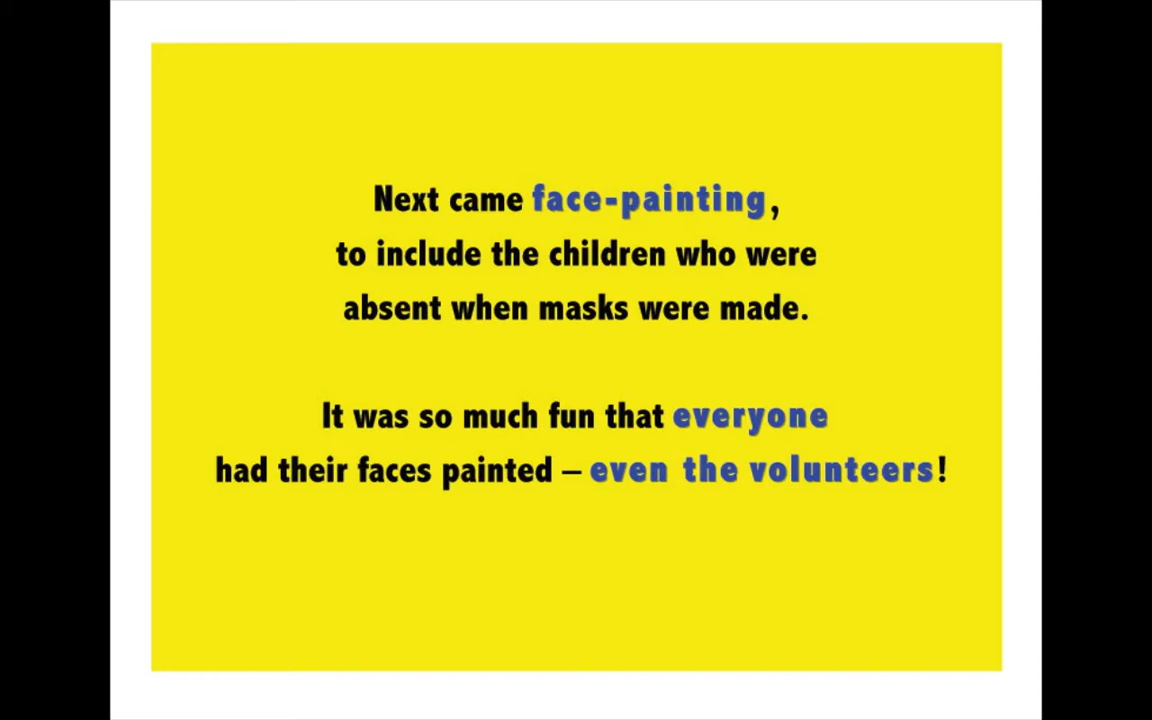 Next came face-painting,
to include the children who were
absent when masks were made.
It was so much fun that everyone
had their faces painted – even the volunteers!